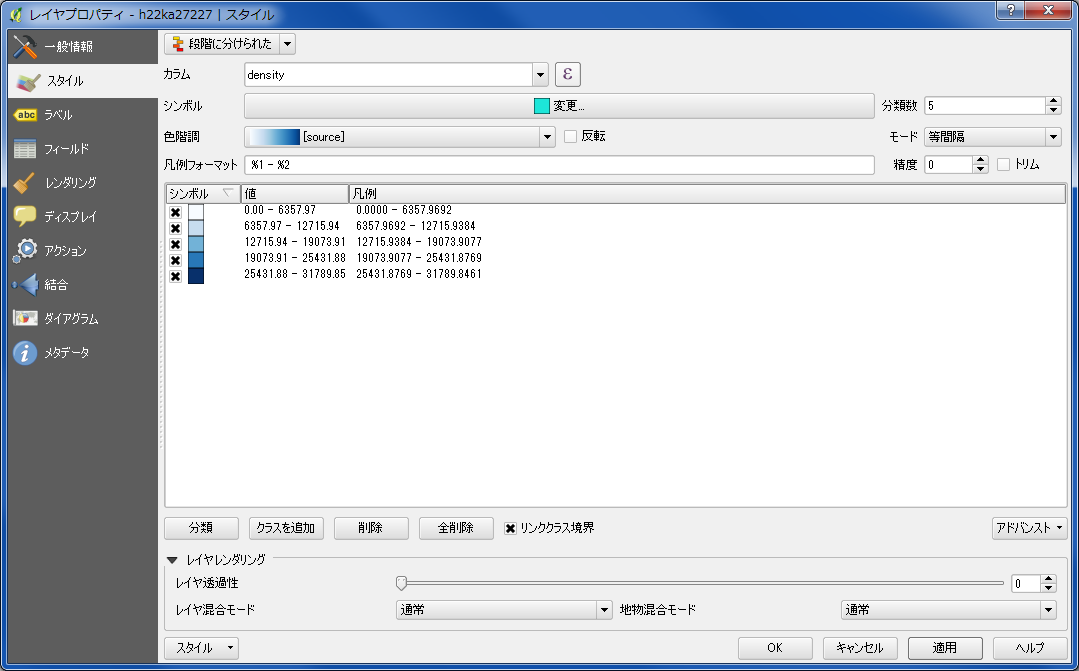 レイヤプロパティ - h22ka27227 | スタイル
一般情報
スタイル
abc ラベル
フィールド
レンダリング
ディスプレイ
アクション
結合
ダイアグラム
メタデータ
段階に分けられた
カラム density ε
シンボル 変更... 分類数 5
色階調 [source] 反転 モード 等間隔
凡例フォーマット %1 - %2 精度 0 トリム
シンボル 値 凡例
0.00 - 6357.97 0.0000 - 6357.9692
6357.97 - 12715.94 6357.9692 - 12715.9384
12715.94 - 19073.91 12715.9384 - 19073.9077
19073.91 - 25431.88 19073.9077 - 25431.8769
25431.88 - 31789.85 25431.8769 - 31789.8461
分類 クラスを追加 削除 全削除 リンククラス境界 アドバンスト
レイヤレンダリング
レイヤ透過性 0
レイヤ混合モード 通常 地物混合モード 通常
スタイル OK キャンセル 適用 ヘルプ